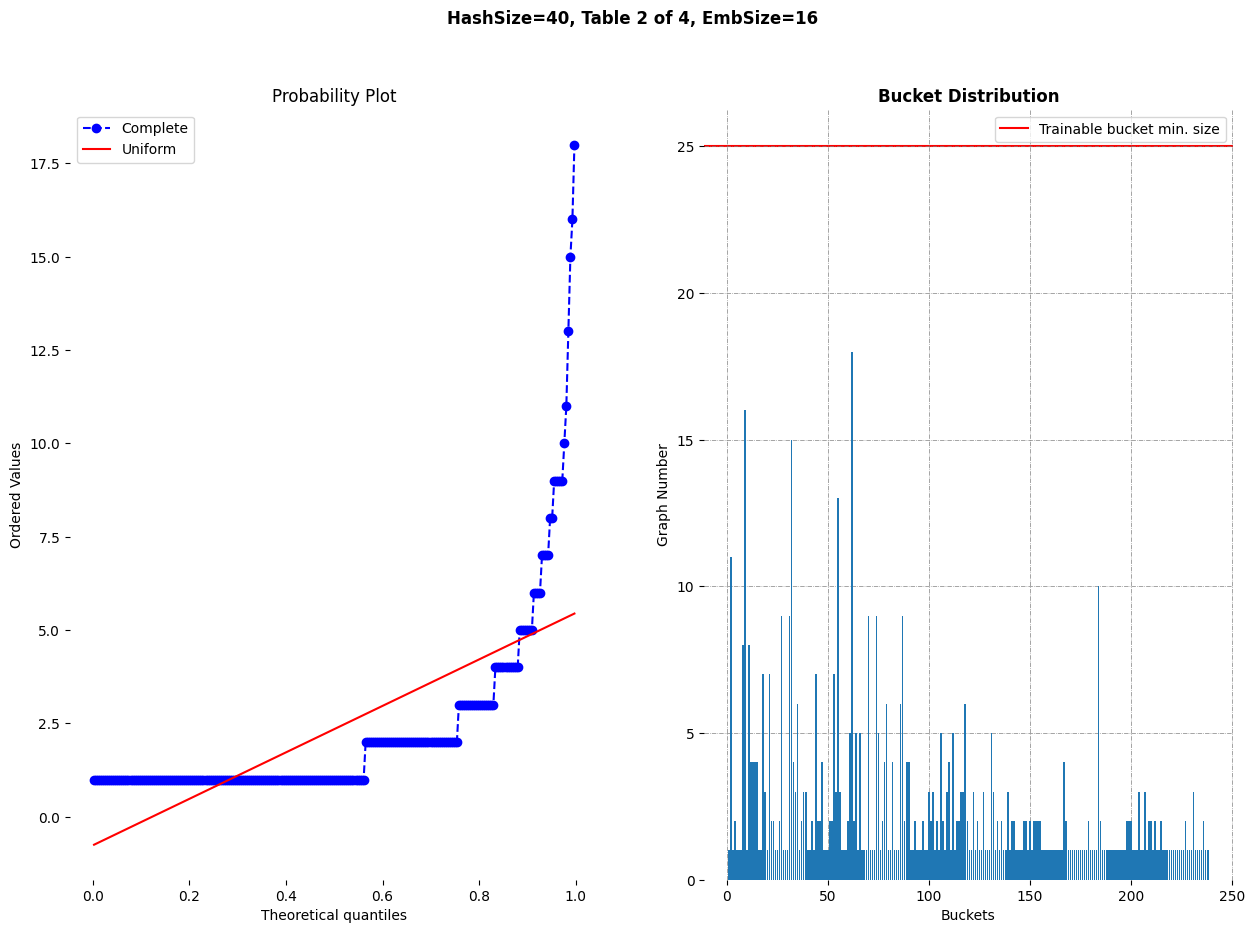 HashSize=40, Table 2 of 4, EmbSize=16
Probability Plot
Complete
Uniform
17.5
15.0
12.5
10.0
7.5
5.0
2.5
0.0
Ordered Values
0.0 0.2 0.4 0.6 0.8 1.0
Theoretical quantiles
Bucket Distribution
Trainable bucket min. size
25
20
15
10
5
0
Graph Number
0 50 100 150 200 250
Buckets